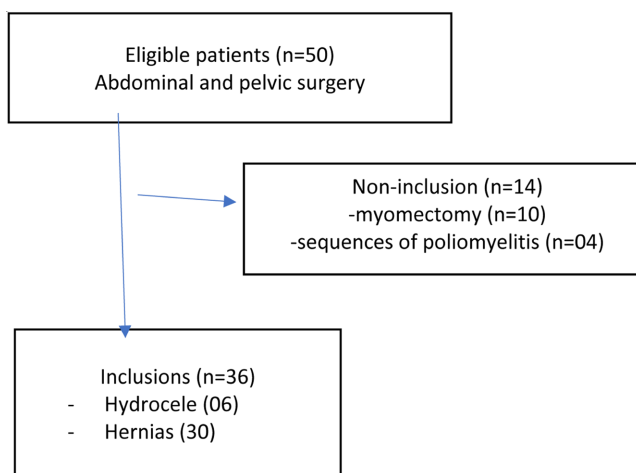 Eligible patients (n=50)
Abdominal and pelvic surgery
Non-inclusion (n=14)
-myomectomy (n=10)
-sequences of poliomyelitis (n=04)
Inclusions (n=36)
- Hydrocele (06)
- Hernias (30)